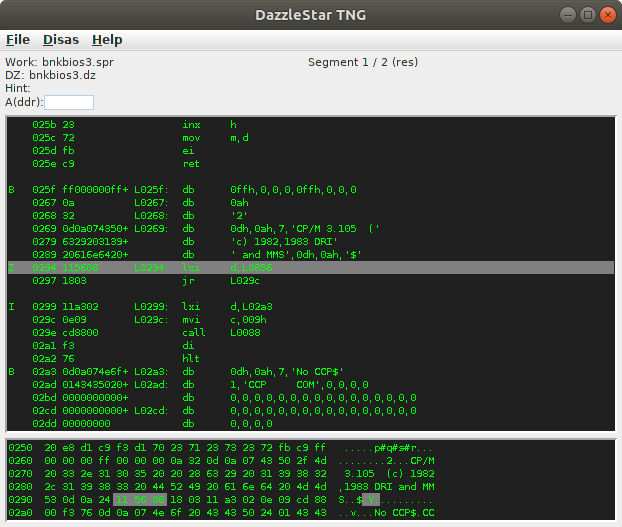 DazzleStar TNG
File Disas Help
Work: bnkbios3.spr Segment 1 / 2 (res)
DZ: bnkbios3.dz
Hint:
A(ddr):
025b 23 inx h
025c 72 mov m,d
025d fb ei
025e c9 ret
B 025f ff000000ff+ L025f: db 0ffh,0,0,0,0ffh,0,0,0
0267 0a L0267: db 0ah
0268 32 L0268: db '2'
0269 0d0a074350+ L0269: db 0dh,0ah,7,'CP/M 3.105  ('
0279 6329203139+ db 'c) 1982,1983 DRI'
0289 20616e6420+ db ' and MMS',0dh,0ah,'$'
I 0294 115606 L0294: lxi d,L0656
0297 1803 jr L029c
I 0299 11a302 L0299: lxi d,L02a3
029c 0e09 L029c: mvi c,009h
029e cd8800 call L0088
02a1 f3 di
02a2 76 hlt
B 02a3 0d0a074e6f+ L02a3: db 0dh,0ah,7,'No CCP$'
02ad 0143435020+ L02ad: db 1,'CCP     COM',0,0,0,0
02bd 0000000000+ db 0,0,0,0,0,0,0,0,0,0,0,0,0,0,0,0
02cd 0000000000+ L02cd: db 0,0,0,0,0,0,0,0,0,0,0,0,0,0,0,0
02dd 00000000 db 0,0,0,0
0250 20 e8 d1 c9 f3 d1 70 23 71 23 73 23 72 fb c9 ff .....p#q#s#r...
0260 00 00 00 ff 00 00 00 0a 32 0d 0a 07 43 50 2f 4d ........2...CP/M
0270 20 33 2e 31 30 35 20 20 28 63 29 20 31 39 38 32 3.105  (c) 1982
0280 2c 31 39 38 33 20 44 52 49 20 61 6e 64 20 4d 4d ,1983 DRI and MM
0290 53 0d 0a 24 11 56 06 18 03 11 a3 02 0e 09 cd 88 S..$.V..........
02a0 00 f3 76 0d 0a 07 4e 6f 20 43 43 50 24 01 43 43 ..v...No CCP$.CC